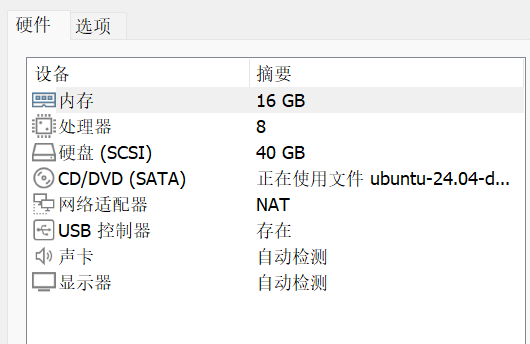 硬件 选项
设备 摘要
内存 16 GB
处理器 8
硬盘 (SCSI) 40 GB
CD/DVD (SATA) 正在使用文件 ubuntu-24.04-d...
网络适配器 NAT
USB 控制器 存在
声卡 自动检测
显示器 自动检测